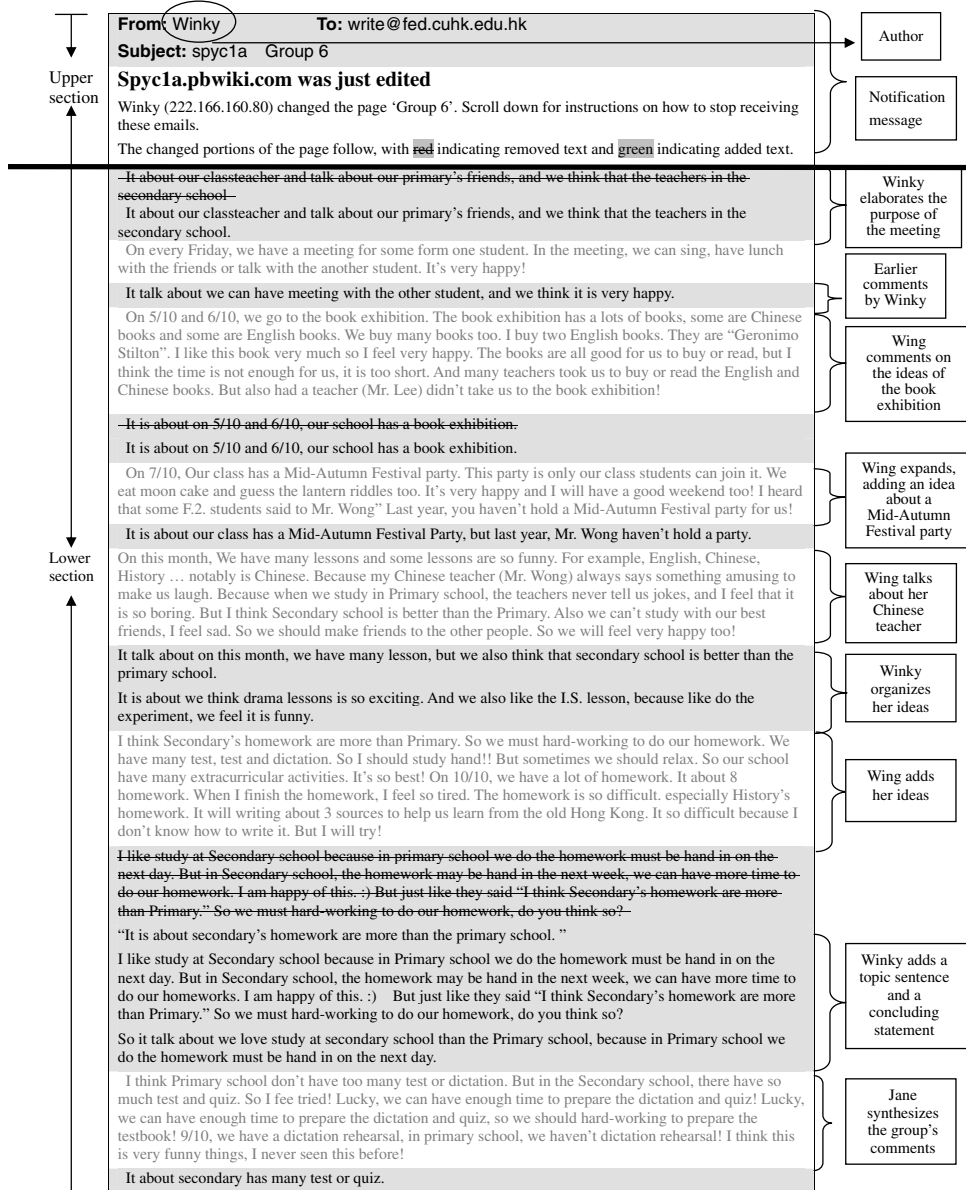 From: Winky To: write@fed.cuhk.edu.hk
Subject: spyc1a Group 6
Spyc1a.pbwiki.com was just edited
Winky (222.166.160.80) changed the page ‘Group 6’. Scroll down for instructions on how to stop receiving
these emails.
The changed portions of the page follow, with red indicating removed text and green indicating added text.
It about our classteacher and talk about our primary’s friends, and we think that the teachers in the
secondary school
It about our classteacher and talk about our primary’s friends, and we think that the teachers in the
secondary school.
On every Friday, we have a meeting for some form one student. In the meeting, we can sing, have lunch
with the friends or talk with the another student. It’s very happy!
It talk about we can have meeting with the other student, and we think it is very happy.
On 5/10 and 6/10, we go to the book exhibition. The book exhibition has a lots of books, some are Chinese
books and some are English books. We buy many books too. I buy two English books. They are “Geronimo
Stilton”. I like this book very much so I feel very happy. The books are all good for us to buy or read, but I
think the time is not enough for us, it is too short. And many teachers took us to buy or read the English and
Chinese books. But also had a teacher (Mr. Lee) didn’t take us to the book exhibition!
It is about on 5/10 and 6/10, our school has a book exhibition.
It is about on 5/10 and 6/10, our school has a book exhibition.
On 7/10, Our class has a Mid-Autumn Festival party. This party is only our class students can join it. We
eat moon cake and guess the lantern riddles too. It’s very happy and I will have a good weekend too! I heard
that some F.2. students said to Mr. Wong” Last year, you haven’t hold a Mid-Autumn Festival party for us!
It is about our class has a Mid-Autumn Festival Party, but last year, Mr. Wong haven’t hold a party.
On this month, We have many lessons and some lessons are so funny. For example, English, Chinese,
History … notably is Chinese. Because my Chinese teacher (Mr. Wong) always says something amusing to
make us laugh. Because when we study in Primary school, the teachers never tell us jokes, and I feel that it
is so boring. But I think Secondary school is better than the Primary. Also we can’t study with our best
friends, I feel sad. So we should make friends to the other people. So we will feel very happy too!
It talk about on this month, we have many lesson, but we also think that secondary school is better than the
primary school.
It is about we think drama lessons is so exciting. And we also like the I.S. lesson, because like do the
experiment, we feel it is funny.
I think Secondary’s homework are more than Primary. So we must hard-working to do our homework. We
have many test, test and dictation. So I should study hand!! But sometimes we should relax. So our school
have many extracurricular activities. It’s so best! On 10/10, we have a lot of homework. It about 8
homework. When I finish the homework, I feel so tired. The homework is so difficult. especially History’s
homework. It will writing about 3 sources to help us learn from the old Hong Kong. It so difficult because I
don’t know how to write it. But I will try!
I like study at Secondary school because in primary school we do the homework must be hand in on the
next day. But in Secondary school, the homework may be hand in the next week, we can have more time to
do our homework. I am happy of this. :) But just like they said “I think Secondary’s homework are more
than Primary.” So we must hard-working to do our homework, do you think so?
“It is about secondary’s homework are more than the primary school. ”
I like study at Secondary school because in Primary school we do the homework must be hand in on the
next day. But in Secondary school, the homework may be hand in the next week, we can have more time to
do our homeworks. I am happy of this. :) But just like they said “I think Secondary’s homework are more
than Primary.” So we must hard-working to do our homework, do you think so?
So it talk about we love study at secondary school than the Primary school, because in Primary school we
do the homework must be hand in on the next day.
I think Primary school don’t have too many test or dictation. But in the Secondary school, there have so
much test and quiz. So I fee tried! Lucky, we can have enough time to prepare the dictation and quiz! Lucky,
we can have enough time to prepare the dictation and quiz, so we should hard-working to prepare the
testbook! 9/10, we have a dictation rehearsal, in primary school, we haven’t dictation rehearsal! I think this
is very funny things, I never seen this before!
It about secondary has many test or quiz.
Upper
section
Lower
section
Author
Notification
message
Winky
elaborates the
purpose of
the meeting
Earlier
comments
by Winky
Wing
comments on
the ideas of
the book
exhibition
Wing expands,
adding an idea
about a
Mid-Autumn
Festival party
Wing talks
about her
Chinese
teacher
Winky
organizes
her ideas
Wing adds
her ideas
Winky adds a
topic sentence
and a
concluding
statement
Jane
synthesizes
the group’s
comments